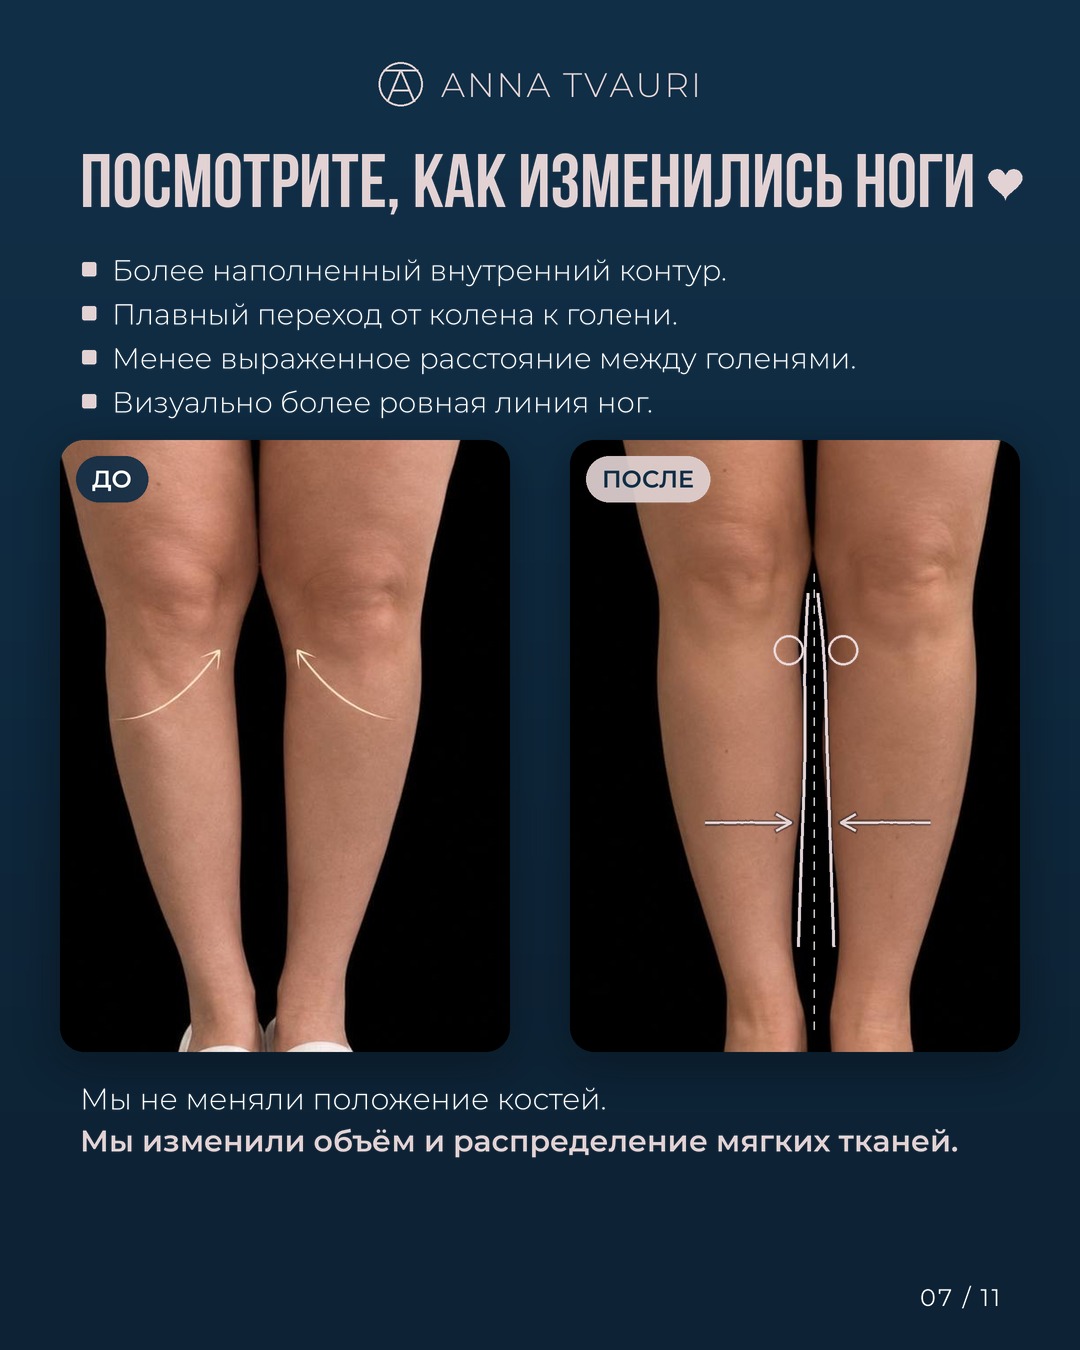 ANNA TVAURI
ПОСМОТРИТЕ, КАК ИЗМЕНИЛИСЬ НОГИ ♥
Более наполненный внутренний контур.
Плавный переход от колена к голени.
Менее выраженное расстояние между голенями.
Визуально более ровная линия ног.
ДО
ПОСЛЕ
Мы не меняли положение костей.
Мы изменили объём и распределение мягких тканей.
07 / 11